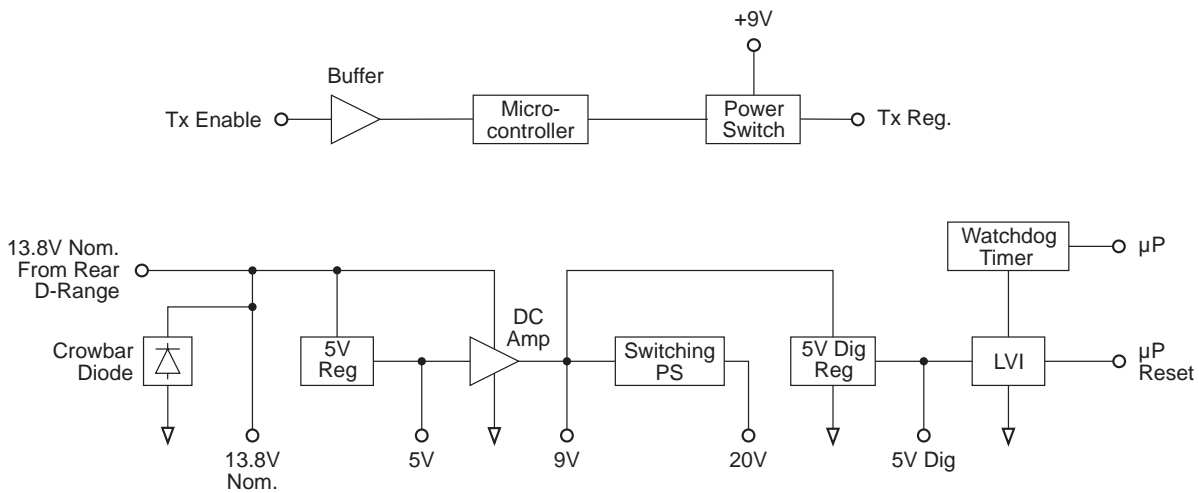 +9V
Buffer
Tx Enable
Micro-
controller
Power
Switch
Tx Reg.
13.8V Nom.
From Rear
D-Range
Watchdog
Timer
µP
Crowbar
Diode
5V
Reg
DC
Amp
Switching
PS
5V Dig
Reg
LVI
µP
Reset
13.8V
Nom.
5V
9V
20V
5V Dig